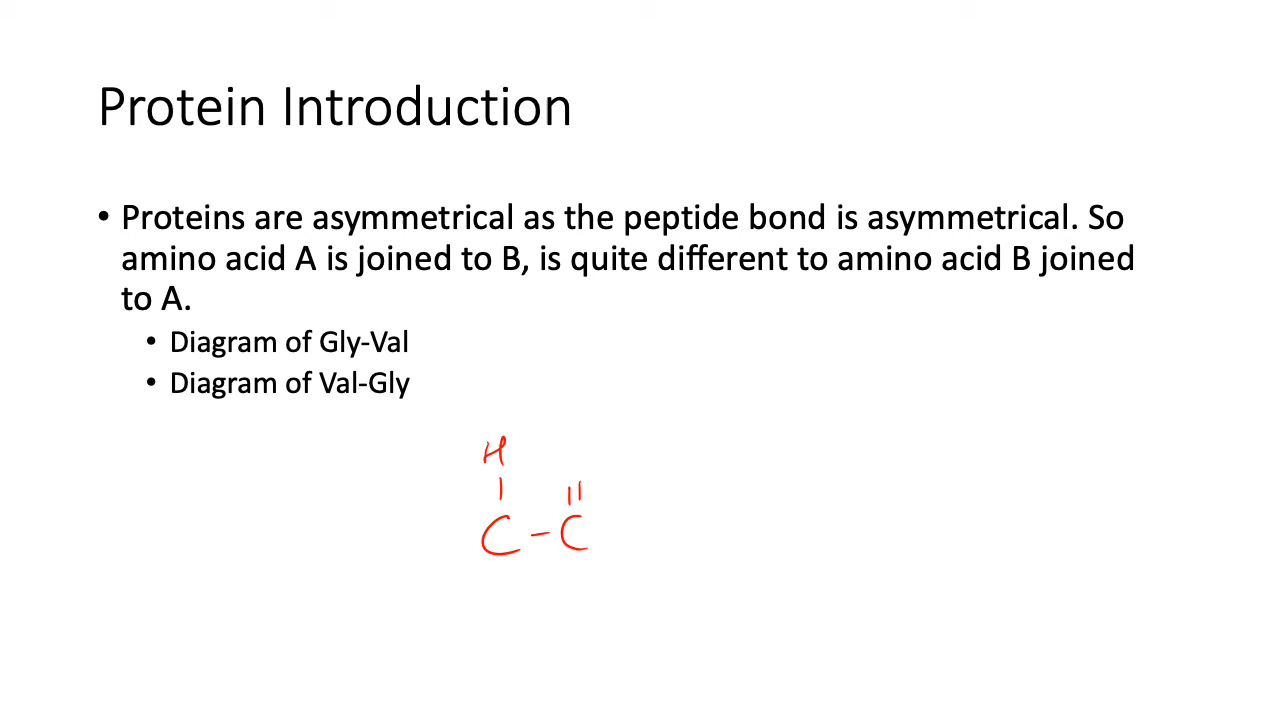 Protein Introduction
• Proteins are asymmetrical as the peptide bond is asymmetrical. So
amino acid A is joined to B, is quite different to amino acid B joined
to A.
• Diagram of Gly-Val
• Diagram of Val-Gly
H
| ||
C - C